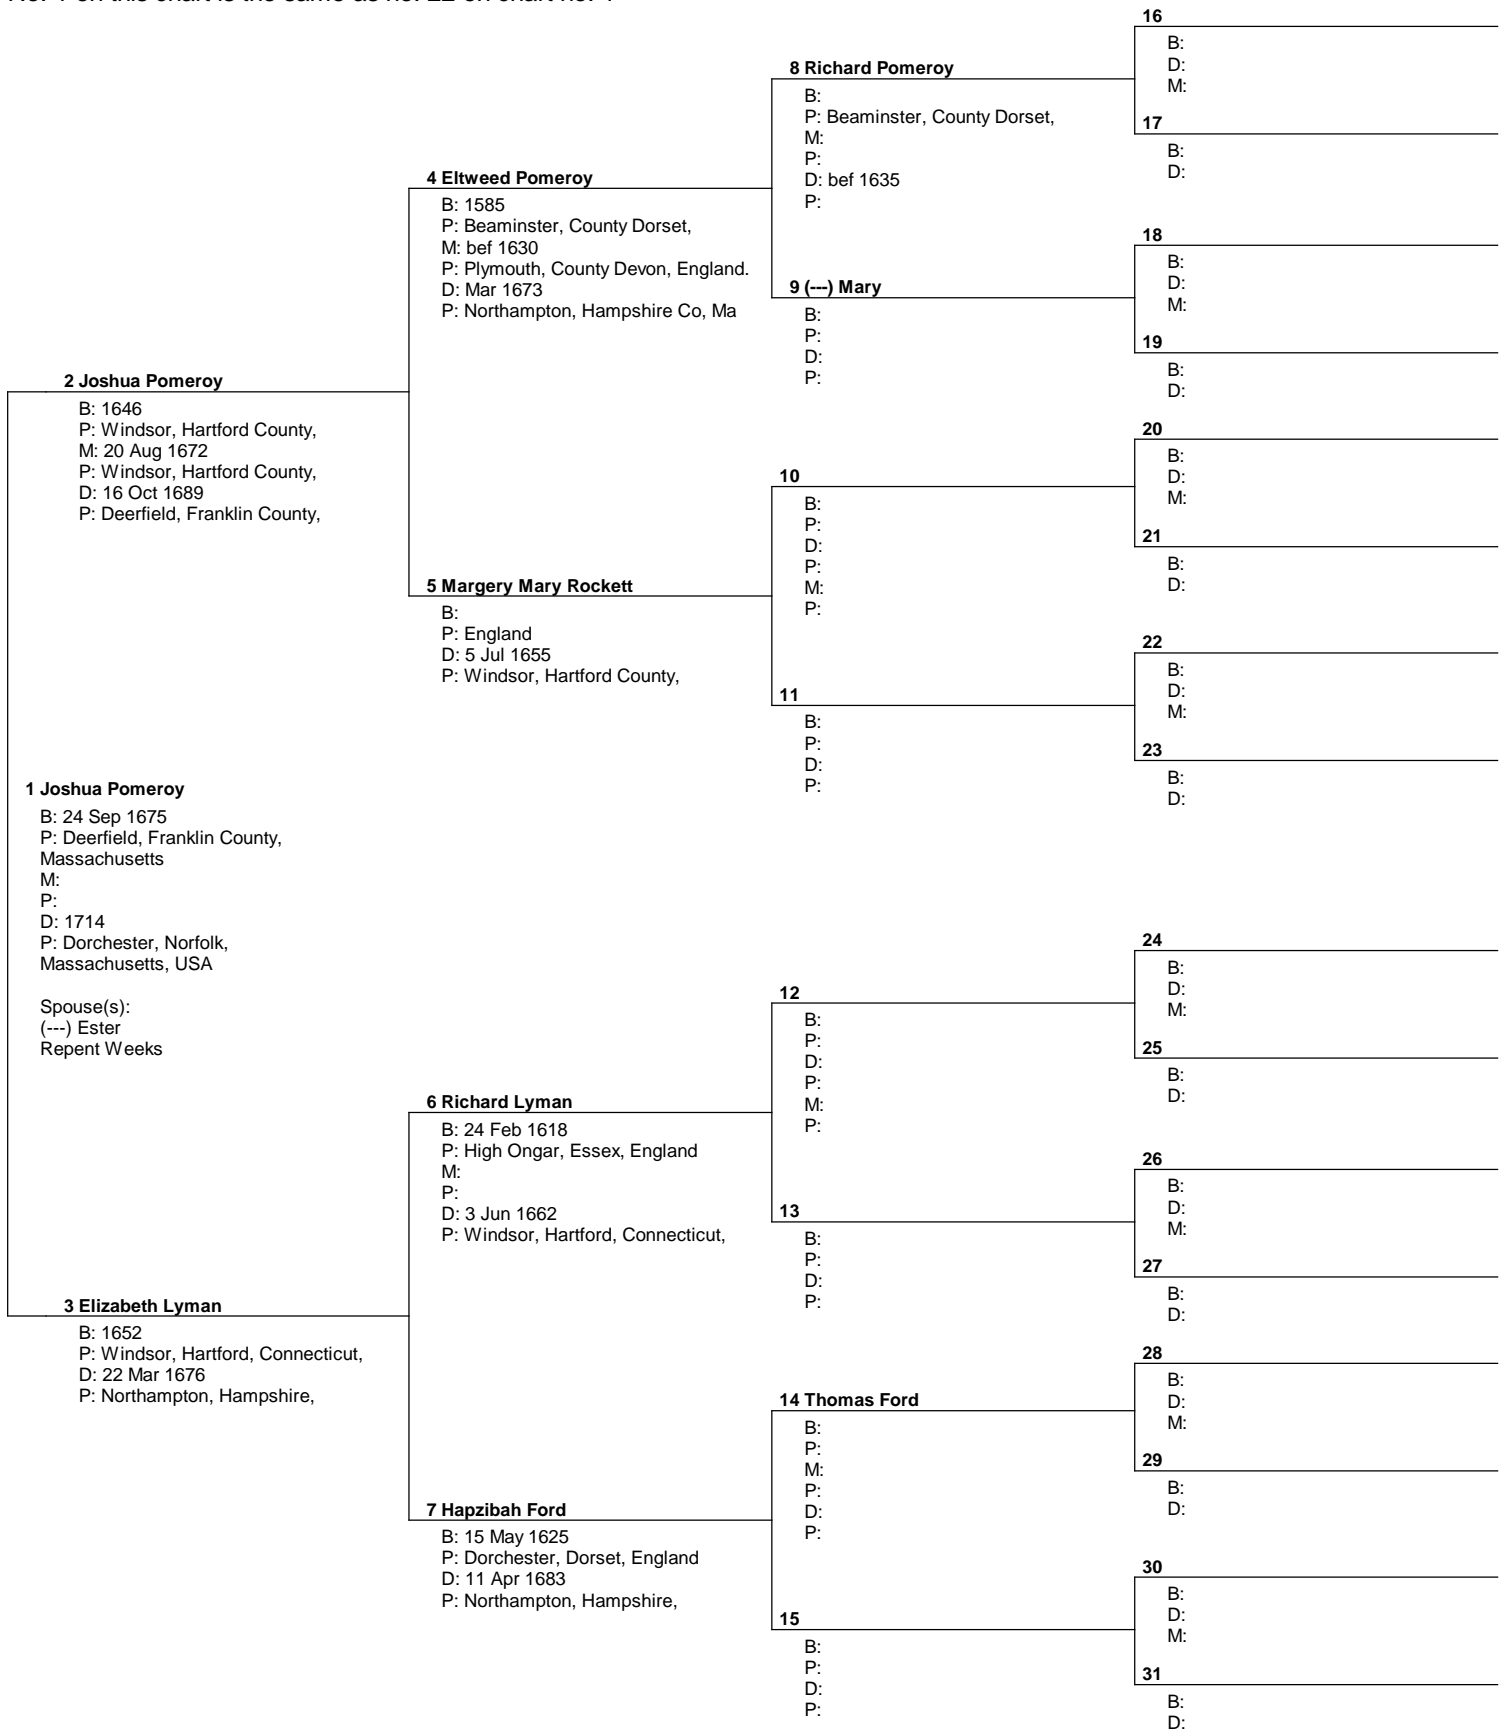 No. 1 on this chart is the same as no. 22 on chart no. 1
1 Joshua Pomeroy
B: 24 Sep 1675
P: Deerfield, Franklin County,
Massachusetts
M:
P:
D: 1714
P: Dorchester, Norfolk,
Massachusetts, USA
Spouse(s):
(---) Ester
Repent Weeks
2 Joshua Pomeroy
B: 1646
P: Windsor, Hartford County,
M: 20 Aug 1672
P: Windsor, Hartford County,
D: 16 Oct 1689
P: Deerfield, Franklin County,
3 Elizabeth Lyman
B: 1652
P: Windsor, Hartford, Connecticut,
D: 22 Mar 1676
P: Northampton, Hampshire,
4 Eltweed Pomeroy
B: 1585
P: Beaminster, County Dorset,
M: bef 1630
P: Plymouth, County Devon, England.
D: Mar 1673
P: Northampton, Hampshire Co, Ma
5 Margery Mary Rockett
B:
P: England
D: 5 Jul 1655
P: Windsor, Hartford County,
6 Richard Lyman
B: 24 Feb 1618
P: High Ongar, Essex, England
M:
P:
D: 3 Jun 1662
P: Windsor, Hartford, Connecticut,
7 Hapzibah Ford
B: 15 May 1625
P: Dorchester, Dorset, England
D: 11 Apr 1683
P: Northampton, Hampshire,
8 Richard Pomeroy
B:
P: Beaminster, County Dorset,
M:
P:
D: bef 1635
P:
9 (---) Mary
B:
P:
D:
P:
10
B:
P:
D:
P:
M:
P:
11
B:
P:
D:
P:
12
B:
P:
D:
P:
M:
P:
13
B:
P:
D:
P:
14 Thomas Ford
B:
P:
M:
P:
D:
P:
15
B:
P:
D:
P:
16
B:
D:
M:
17
B:
D:
18
B:
D:
M:
19
B:
D:
20
B:
D:
M:
21
B:
D:
22
B:
D:
M:
23
B:
D:
24
B:
D:
M:
25
B:
D:
26
B:
D:
M:
27
B:
D:
28
B:
D:
M:
29
B:
D:
30
B:
D:
M:
31
B:
D: